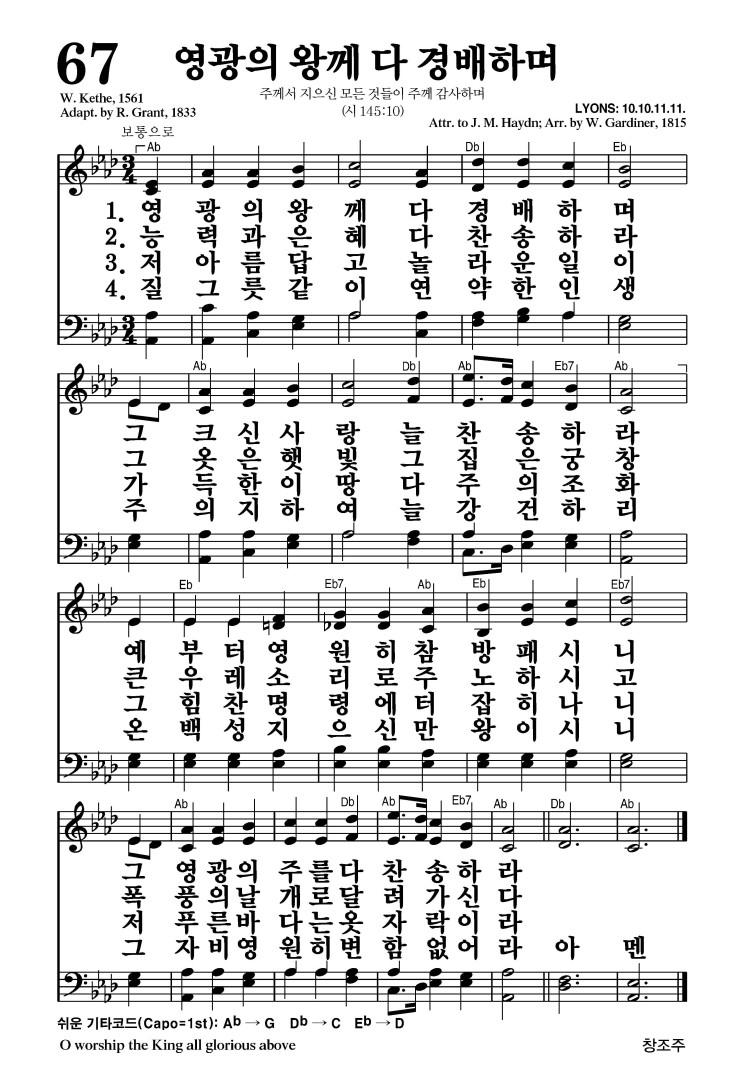 67 영광의 왕께 다 경배하며
W. Kethe, 1561
Adapt. by R. Grant, 1833
주께서 지으신 모든 것들이 주께 감사하며
(시 145:10)
LYONS: 10.10.11.11.
Attr. to J. M. Haydn; Arr. by W. Gardiner, 1815
보통으로
Ab Db Eb
3 4
1. 영 광 의 왕 께 다 경 배 하 며
2. 능 력 과 은 혜 다 찬 송 하 라
3. 저 아 름 답 고 놀 라 운 일 이
4. 질 그 릇 같 이 연 약 한 인 생
3 4
Ab Db Ab Eb7 Ab
그 크 신 사 랑 늘 찬 송 하 라
그 옷 은 햇 빛 그 집 은 궁 창
가 득 한 이 땅 다 주 의 조 화
주 의 지 하 여 늘 강 건 하 리
Eb Eb7 Ab Eb Eb7
예 부 터 영 원 히 참 방 패 시 니
큰 우 레 소 리 로 주 노 하 시 고
그 힘 찬 명 령 에 터 잡 히 나 니
온 백 성 지 으 신 만 왕 이 시 니
Ab Db Ab Eb7 Ab Db Ab
그 영 광 의 주 를 다 찬 송 하 라
폭 풍 의 날 개 로 달 려 가 신 다
저 푸 른 바 다 는 옷 자 락 이 라
그 자 비 영 원 히 변 함 없 어 라 아 멘
쉬운 기타코드(Capo=1st): Ab → G Db → C Eb → D
O worship the King all glorious above
창조주